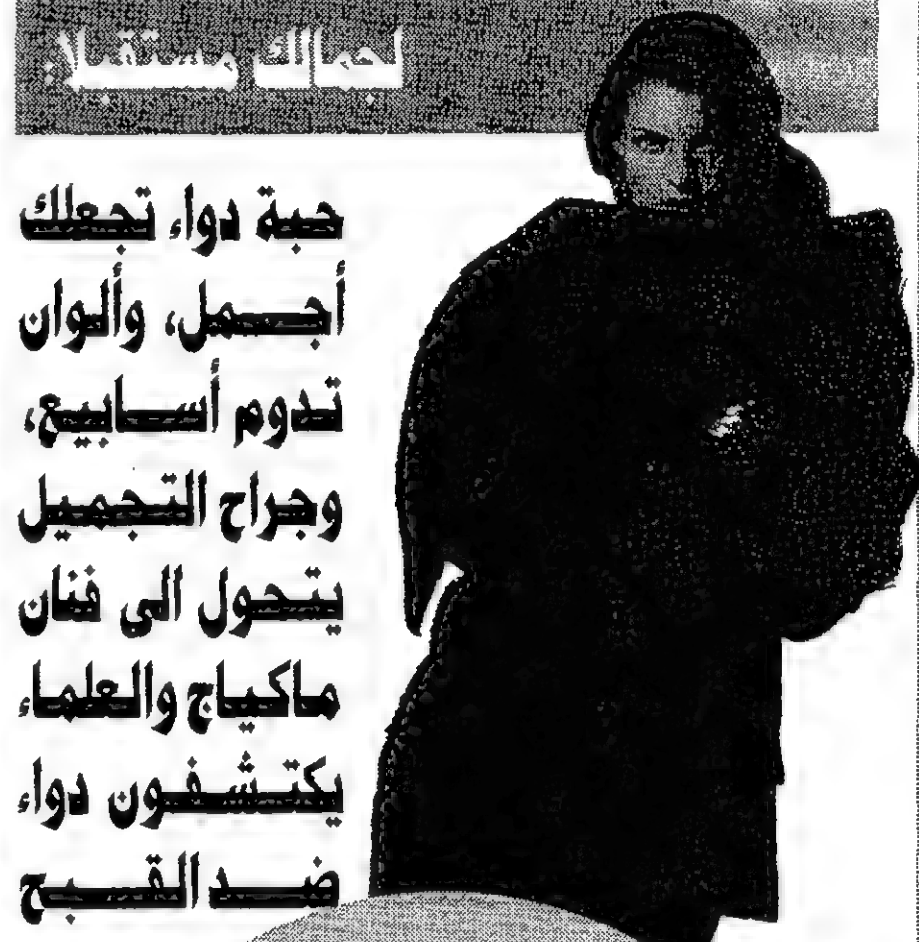 لجمالك مستقبلا:
حبة دواء تجعلك
أجمل، وألوان
تدوم أسابيع،
وجراح التجميل
يتحول الى فنان
ماكياج والعلماء
يكتشفون دواء
ضد القبح